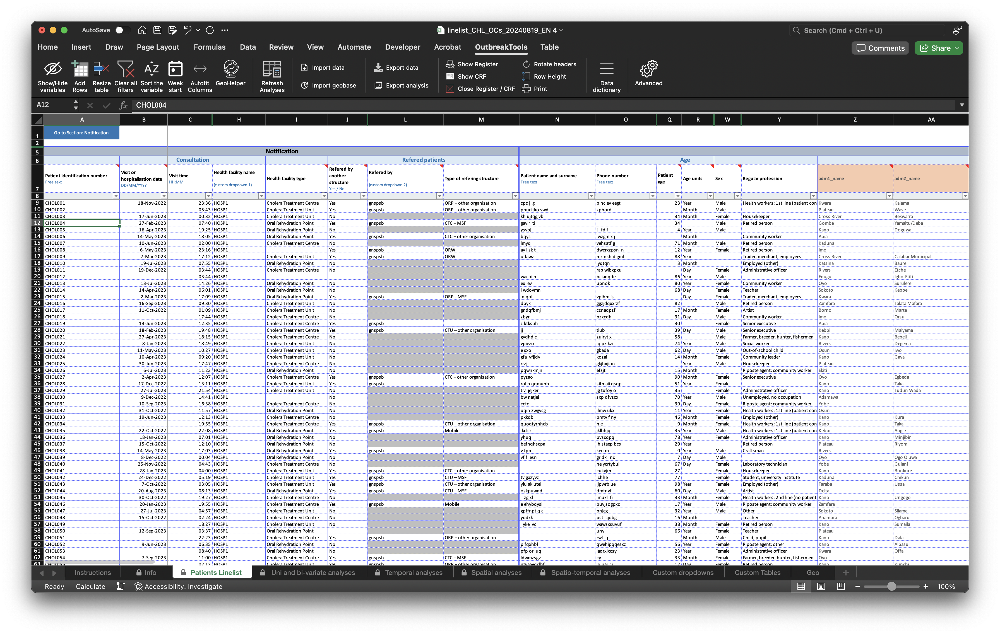 AutoSave linelist_CHL_OCs_20240819_EN 4 Search (Cmd + Ctrl + U)
Home Insert Draw Page Layout Formulas Data Review View Automate Developer Acrobat OutbreakTools Table Comments Share
Show/Hide variables Add Rows Resize table Clear all filters Sort the variable Week start Autofit Columns GeoHelper Refresh Analyses Import data Import geobase Export data Export analysis Show Register Show CRF Close Register / CRF Rotate headers Row Height Print Data dictionary Advanced
A12 fx CHOL004
A B C H I J L M N O Q R W Y Z AA
1 Go to Section: Notification
2
5 Notification
6 Consultation Refered patients Age
7 Patient identification number Free text Visit or hospitalisation date DD/MM/YYYY Visit time HH:MM Health facility name (custom dropdown 1) Health facility type Refered by another structure Yes / No Refered by (custom dropdown 2) Type of refering structure Patient name and surname Free text Phone number Free text Patient age Age units Sex Regular profession adm1_name adm2_name
8
9 CHOL001 18-Nov-2022 23:36 HOSP1 Cholera Treatment Centre Yes gnspsb ORP – other organisation cpc j g p hclev eegt 23 Year Male Health workers: 1st line (patient con Kwara Kaiama
10 CHOL002 05:43 HOSP1 Cholera Treatment Unit Yes gnspsb ORP – other organisation pnucitko swd zphord Month Male Plateau Wase
11 CHOL003 17-Jun-2023 00:32 HOSP1 Cholera Treatment Unit No kh ujtqgjvb 34 Month Female Housekeeper Cross River Bekwarra
12 CHOL004 27-Feb-2023 07:40 HOSP1 Oral Rehydration Point Yes gnspsb CTC – MSF gaylr ti 34 Male Retired person Gombe Yamaltu/Deba
13 CHOL005 16-Apr-2023 19:25 HOSP1 Oral Rehydration Point No ysvbj j fd f 4 Year Male Kano Doguwa
14 CHOL006 14-May-2023 18:05 HOSP1 Oral Rehydration Point Yes gnspsb CTC – other organisation bqys wzgm x j Month Community worker Abia
15 CHOL007 10-Jun-2023 02:00 HOSP1 Cholera Treatment Centre No lmyq vehsatf g 71 Month Male Retired person Kaduna
16 CHOL008 6-May-2023 23:16 HOSP1 Yes gnspsb ORW ay l sk t dwcrxzpsn n 12 Year Female Retired person Imo
17 CHOL009 7-Mar-2023 17:12 HOSP1 Cholera Treatment Unit Yes gnspsb ORW udawz mz nsh d gml 88 Year Trader, merchant, employees Cross River Calabar Municipal
18 CHOL010 19-Jul-2023 07:55 HOSP1 Oral Rehydration Point No yqtqn 3 Month Employed (other) Katsina Baure
19 CHOL011 19-Dec-2022 03:44 HOSP1 Cholera Treatment Centre No rap wibxpxu Day Female Administrative officer Rivers Etche
20 CHOL012 03:44 HOSP1 wacoi n bcianqde 86 Year Male Enugu Igbo-Etiti
21 CHOL013 13-Jul-2023 14:26 HOSP1 Oral Rehydration Point No ex ev upnok 80 Year Female Community worker Oyo Surulere
22 CHOL014 14-Apr-2023 06:01 HOSP1 Oral Rehydration Point No l wdovmn 68 Day Female Teacher Sokoto Kebbe
23 CHOL015 2-Mar-2023 17:09 HOSP1 Oral Rehydration Point Yes gnspsb ORP - MSF n qol vplhm js Day Female Trader, merchant, employees Kwara
24 CHOL016 16-Sep-2023 09:30 HOSP1 Cholera Treatment Unit No dpyk ggzjdqxxrzf 82 Male Retired person Zamfara Talata Mafara
25 CHOL017 11-Oct-2022 01:09 HOSP1 Cholera Treatment Unit No gndqfbmj cznaqpzf 17 Month Female Artist Borno Marte
26 CHOL018 17:44 HOSP1 Cholera Treatment Centre No zbyr pzxcdh 91 Day Male Community worker Imo Orsu
27 CHOL019 13-Jun-2023 12:35 HOSP1 Cholera Treatment Centre Yes gnspsb z ktksuh 30 Female Senior executive Abia
28 CHOL020 18-Feb-2023 19:48 HOSP1 Cholera Treatment Centre Yes gnspsb CTU – other organisation ij tlub 39 Day Male Senior executive Kebbi Maiyama
29 CHOL021 27-Apr-2023 18:15 HOSP1 Cholera Treatment Centre No gydhd c zulrvt x 58 Male Farmer, breeder, hunter, fishermen Kano Bebeji
30 CHOL022 8-Jan-2023 18:49 HOSP1 Cholera Treatment Unit No vpiezo q pz kzi 74 Year Male Social worker Rivers Degema
31 CHOL023 11-May-2023 10:27 HOSP1 Cholera Treatment Unit No e sxo gbada 62 Day Male Out-of-school child Osun Iwo
32 CHOL024 10-Apr-2023 09:20 HOSP1 Cholera Treatment Unit No gfa yfjjdy kozai 14 Month Female Community leader Kano Gaya
33 CHOL025 30-Jun-2023 17:47 HOSP1 Cholera Treatment Centre No rrzj gkjhxjion Year Male Housekeeper Plateau
34 CHOL026 6-Jul-2023 11:23 HOSP1 Oral Rehydration Point No pqwnkmjn efzjt 15 Month Riposte agent: community worker Ekiti
35 CHOL027 2-Apr-2023 12:07 HOSP1 Cholera Treatment Centre Yes gnspsb CTC – other organisation pyzao 90 Month Female Senior executive Oyo Egbeda
36 CHOL028 17-Dec-2022 13:11 HOSP1 Cholera Treatment Unit Yes gnspsb rol p qqmuhb sifmaii qsqp 51 Year Female Kano Takai
37 CHOL029 27-Jul-2023 21:54 HOSP1 Cholera Treatment Unit No tiv jejkerl jg tufoy o 35 Female Administrative officer Kano Tudun Wada
38 CHOL030 9-Dec-2022 14:41 HOSP1 No bw natjei sxp dfvzcx 70 Year Male Unemployed, no occupation Adamawa
39 CHOL031 10-Sep-2023 16:38 HOSP1 Cholera Treatment Centre No ccfo 39 Day Female Riposte agent: community worker Yobe
40 CHOL032 31-Oct-2022 11:57 HOSP1 Oral Rehydration Point No uqin zwgvsg ilmw ukx 11 Year Female Health workers: 1st line (patient con Osun
41 CHOL033 19-Jun-2023 12:13 HOSP1 Cholera Treatment Centre No pkkdb bmtv f ny 46 Month Female Employed (other) Kano Kura
42 CHOL034 19:55 HOSP1 Cholera Treatment Centre Yes gnspsb CTU – other organisation quoqtyrhhcb n e 9 Month Female Health workers: 1st line (patient con Kano Takai
43 CHOL035 22-Oct-2022 22:08 HOSP1 Oral Rehydration Point Yes gnspsb Mobile kclcr jklbhjql 35 Year Male Health workers: 1st line (patient con Kebbi Augie
44 CHOL036 18-Jan-2023 07:01 HOSP1 Oral Rehydration Point No yhuq pvzcqpq 78 Year Female Administrative officer Kano Minjibir
45 CHOL037 15-Oct-2022 12:10 HOSP1 Oral Rehydration Point No befnqhscpa h staep bcs 29 Year Retired person Plateau Riyom
46 CHOL038 14-May-2023 17:03 HOSP1 Oral Rehydration Point Yes gnspsb v fpp keu m 0 Year Male Craftsman Rivers
47 CHOL039 8-Dec-2022 00:04 HOSP1 Oral Rehydration Point No vf f lesn gr dk nc 7 Day Male Oyo Ogo Oluwa
48 CHOL040 25-Nov-2022 04:43 HOSP1 Cholera Treatment Centre No ne ycrtybui 67 Day Female Laboratory technician Yobe Gulani
49 CHOL041 28-Jan-2023 04:00 HOSP1 Cholera Treatment Unit Yes gnspsb CTC – other organisation cukvjm 27 Female Housekeeper Kano Bunkure
50 CHOL042 24-Dec-2022 05:19 HOSP1 Cholera Treatment Unit Yes gnspsb CTU – MSF tv gazyvz chhe 77 Female Student, university institute Kaduna Chikun
51 CHOL043 7-Oct-2022 03:05 HOSP1 Cholera Treatment Unit Yes gnspsb CTU – other organisation ylu ak utei ljpwrbiue 98 Year Female Employed (other) Taraba Ussa
52 CHOL044 20-Aug-2023 08:13 HOSP1 Oral Rehydration Point Yes gnspsb CTU – MSF oskpuwnd dmfnvf 60 Day Male Artist Delta
53 CHOL045 30-Oct-2022 19:27 HOSP1 Cholera Treatment Centre No zg xl mukl fi 33 Month Female Health workers: 2nd line (no patient Kano Ungogo
54 CHOL046 20-Jan-2023 19:55 HOSP1 Cholera Treatment Centre Yes gnspsb Mobile e ehybqysi buvjsogpxc 17 Year Male Riposte agent: community worker Zamfara
55 CHOL047 27-Jul-2023 04:57 HOSP1 Cholera Treatment Unit No gpffnpt q c pnjeg 32 Year Male Other Sokoto Silame
56 CHOL048 15-Oct-2022 02:24 HOSP1 Cholera Treatment Centre No yodxk pst cjobg 16 Month Teacher Anambra Ogbaru
57 CHOL049 18:27 HOSP1 Cholera Treatment Unit No yke vc wawzxsuvuf 38 Month Female Retired person Kano Sumaila
58 CHOL050 12-Sep-2023 03:37 HOSP1 Oral Rehydration Point uny 66 Year Female Teacher Plateau
59 CHOL051 22:23 HOSP1 Cholera Treatment Centre Yes gnspsb ORP – other organisation rwf q Month Male Child, pupil Kano Dala
60 CHOL052 9-Jun-2023 06:35 HOSP1 Oral Rehydration Point No p fqxhbl qwehipqqesxz 56 Year Female Riposte agent: other Kano Albasu
61 CHOL053 08:40 HOSP1 Oral Rehydration Point No pfp or uq laqrxixcsy 23 Year Female Administrative officer Kwara Offa
62 CHOL054 7-Sep-2023 11:00 HOSP1 Cholera Treatment Centre Yes gnspsb CTC – MSF ldwmzsgv cy 33 Month Female Farmer, breeder, hunter, fishermen Oyo
63 CHOL055 02:13 HOSP1 Cholera Treatment Unit Yes gnspsb ORP – other organisation 12 Day Female Retired person Kano Kunchi
Instructions Info Patients Linelist Uni and bi-variate analyses Temporal analyses Spatial analyses Spatio-temporal analyses Custom dropdowns Custom Tables Geo
Ready Calculate Accessibility: Investigate 100%